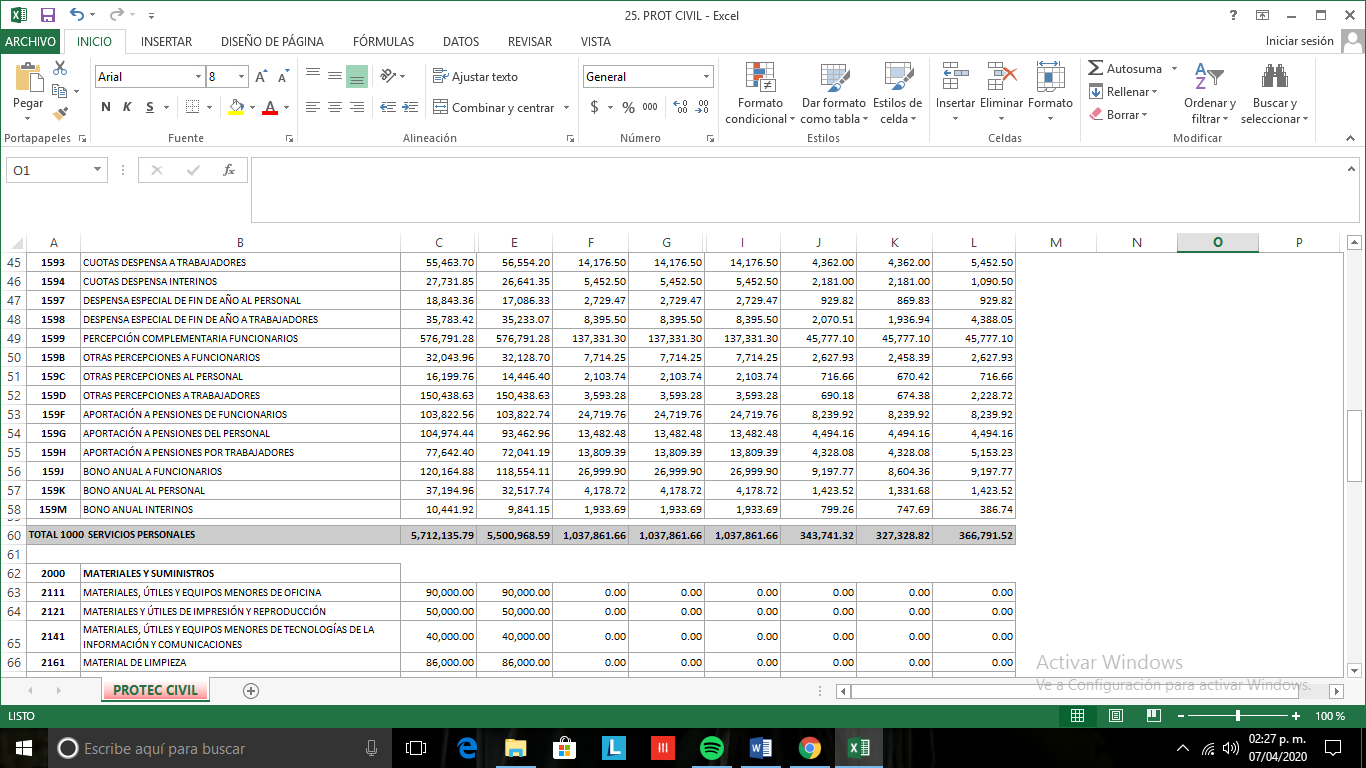 25. PROT CIVIL - Excel
?
ARCHIVO INICIO INSERTAR DISEÑO DE PÁGINA FÓRMULAS DATOS REVISAR VISTA Iniciar sesión
Pegar
Portapapeles
Arial 8
N K S
Fuente
Ajustar texto
Combinar y centrar
Alineación
General
$ % 000
Número
Formato condicional
Dar formato como tabla
Estilos de celda
Estilos
Insertar Eliminar Formato
Celdas
Autosuma
Rellenar
Borrar
Ordenar y filtrar
Buscar y seleccionar
Modificar
O1 fx
A B C E F G I J K L M N O P
45 1593 CUOTAS DESPENSA A TRABAJADORES 55,463.70 56,554.20 14,176.50 14,176.50 14,176.50 4,362.00 4,362.00 5,452.50
46 1594 CUOTAS DESPENSA INTERINOS 27,731.85 26,641.35 5,452.50 5,452.50 5,452.50 2,181.00 2,181.00 1,090.50
47 1597 DESPENSA ESPECIAL DE FIN DE AÑO AL PERSONAL 18,843.36 17,086.33 2,729.47 2,729.47 2,729.47 929.82 869.83 929.82
48 1598 DESPENSA ESPECIAL DE FIN DE AÑO A TRABAJADORES 35,783.42 35,233.07 8,395.50 8,395.50 8,395.50 2,070.51 1,936.94 4,388.05
49 1599 PERCEPCIÓN COMPLEMENTARIA FUNCIONARIOS 576,791.28 576,791.28 137,331.30 137,331.30 137,331.30 45,777.10 45,777.10 45,777.10
50 159B OTRAS PERCEPCIONES A FUNCIONARIOS 32,043.96 32,128.70 7,714.25 7,714.25 7,714.25 2,627.93 2,458.39 2,627.93
51 159C OTRAS PERCEPCIONES AL PERSONAL 16,199.76 14,446.40 2,103.74 2,103.74 2,103.74 716.66 670.42 716.66
52 159D OTRAS PERCEPCIONES A TRABAJADORES 150,438.63 150,438.63 3,593.28 3,593.28 3,593.28 690.18 674.38 2,228.72
53 159F APORTACIÓN A PENSIONES DE FUNCIONARIOS 103,822.56 103,822.74 24,719.76 24,719.76 24,719.76 8,239.92 8,239.92 8,239.92
54 159G APORTACIÓN A PENSIONES DEL PERSONAL 104,974.44 93,462.96 13,482.48 13,482.48 13,482.48 4,494.16 4,494.16 4,494.16
55 159H APORTACIÓN A PENSIONES POR TRABAJADORES 77,642.40 72,041.19 13,809.39 13,809.39 13,809.39 4,328.08 4,328.08 5,153.23
56 159J BONO ANUAL A FUNCIONARIOS 120,164.88 118,554.11 26,999.90 26,999.90 26,999.90 9,197.77 8,604.36 9,197.77
57 159K BONO ANUAL AL PERSONAL 37,194.96 32,517.74 4,178.72 4,178.72 4,178.72 1,423.52 1,331.68 1,423.52
58 159M BONO ANUAL INTERINOS 10,441.92 9,841.15 1,933.69 1,933.69 1,933.69 799.26 747.69 386.74
60 TOTAL 1000 SERVICIOS PERSONALES 5,712,135.79 5,500,968.59 1,037,861.66 1,037,861.66 1,037,861.66 343,741.32 327,328.82 366,791.52
61
62 2000 MATERIALES Y SUMINISTROS
63 2111 MATERIALES, ÚTILES Y EQUIPOS MENORES DE OFICINA 90,000.00 90,000.00 0.00 0.00 0.00 0.00 0.00 0.00
64 2121 MATERIALES Y ÚTILES DE IMPRESIÓN Y REPRODUCCIÓN 50,000.00 50,000.00 0.00 0.00 0.00 0.00 0.00 0.00
65 2141 MATERIALES, ÚTILES Y EQUIPOS MENORES DE TECNOLOGÍAS DE LA
INFORMACIÓN Y COMUNICACIONES 40,000.00 40,000.00 0.00 0.00 0.00 0.00 0.00 0.00
66 2161 MATERIAL DE LIMPIEZA 86,000.00 86,000.00 0.00 0.00 0.00 0.00 0.00 0.00
Activar Windows
Ve a Configuración para activar Windows.
PROTEC CIVIL
LISTO 100 %
Escribe aquí para buscar
02:27 p. m.
07/04/2020